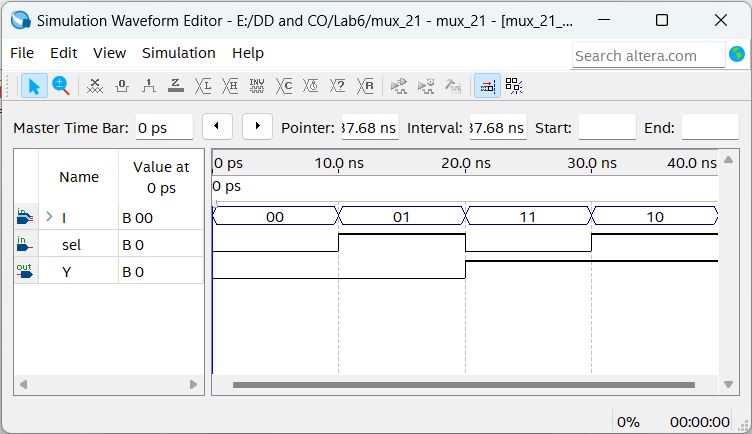 Simulation Waveform Editor - E:/DD and CO/Lab6/mux_21 - mux_21 - [mux_21_...
File Edit View Simulation Help Search altera.com
Master Time Bar: 0 ps Pointer: 37.68 ns Interval: 37.68 ns Start: End:
Name Value at 0 ps 0 ps 10.0 ns 20.0 ns 30.0 ns 40.0 ns
0 ps
in I B 00 00 01 11 10
in sel B 0
out Y B 0
0% 00:00:00